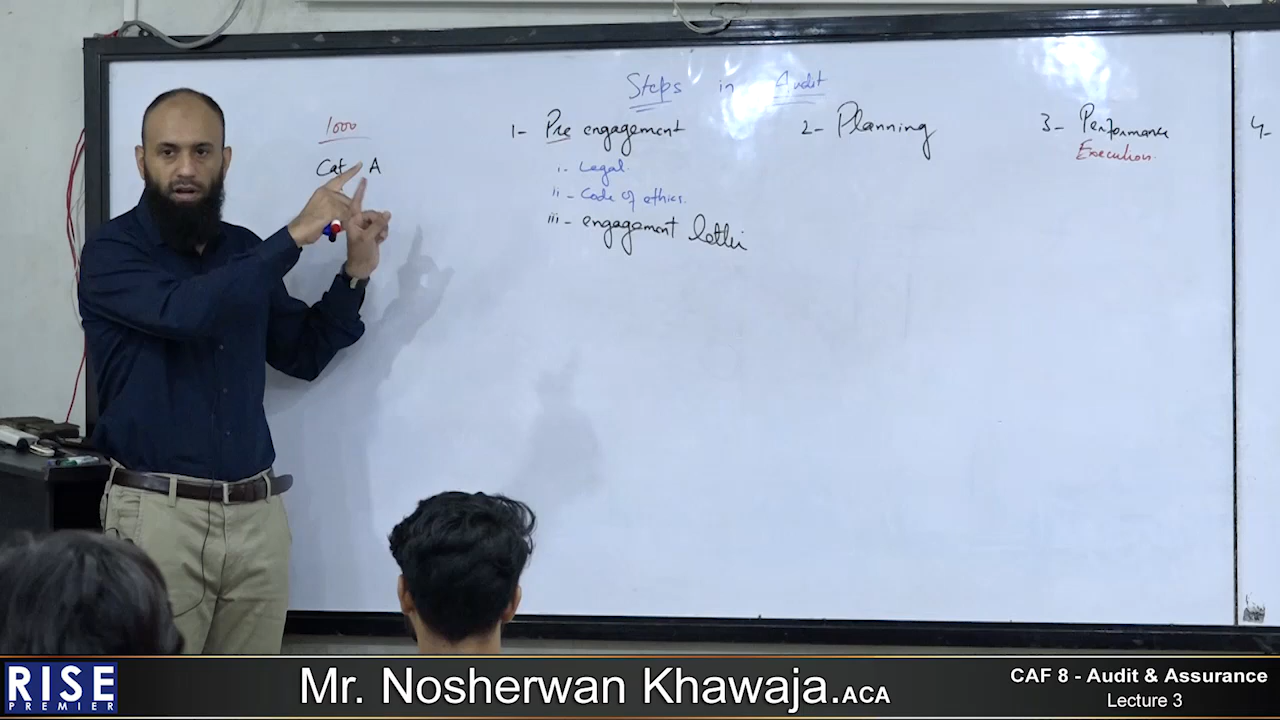 Steps in Audit
1000
Cat A
1- Pre engagement
i- Legal.
ii- Code of ethics.
iii- engagement letter
2- Planning
3- Performance
Execution.
4-
RISE
PREMIER
Mr. Nosherwan Khawaja.ACA
CAF 8 - Audit & Assurance
Lecture 3